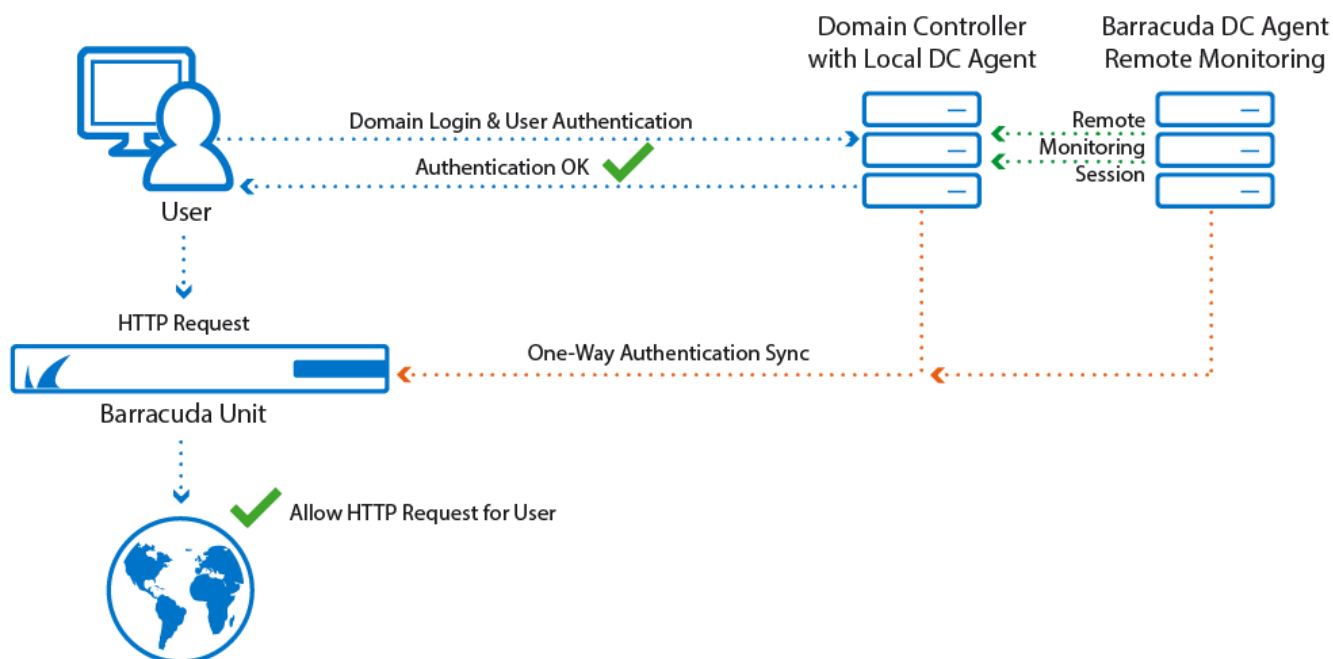 Domain Controller
with Local DC Agent
Barracuda DC Agent
Remote Monitoring
Domain Login & User Authentication
Authentication OK
Remote
Monitoring
Session
User
HTTP Request
One-Way Authentication Sync
Barracuda Unit
Allow HTTP Request for User